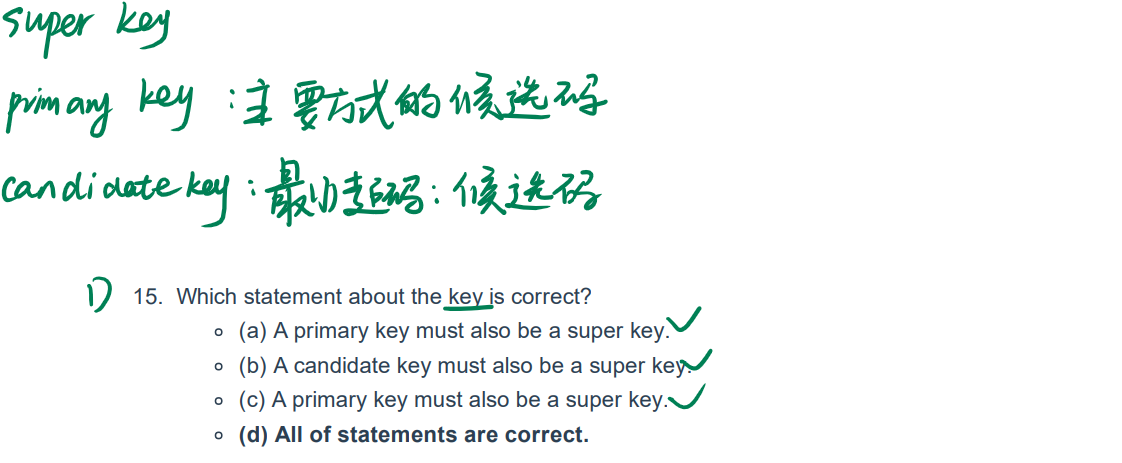 super key
primary key：主要方式的候选码
candidate key：最小超码：候选码
D 15. Which statement about the key is correct?
(a) A primary key must also be a super key.
(b) A candidate key must also be a super key.
(c) A primary key must also be a super key.
(d) All of statements are correct.